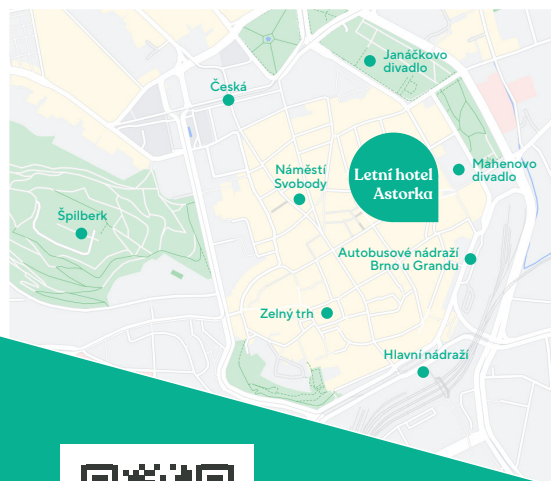 Janáčkovo
divadlo
Česká
Náměstí
Svobody
Letní hotel
Astorka
Mahenovo
divadlo
Špilberk
Autobusové nádraží
Brno u Grandu
Zelný trh
Hlavní nádraží